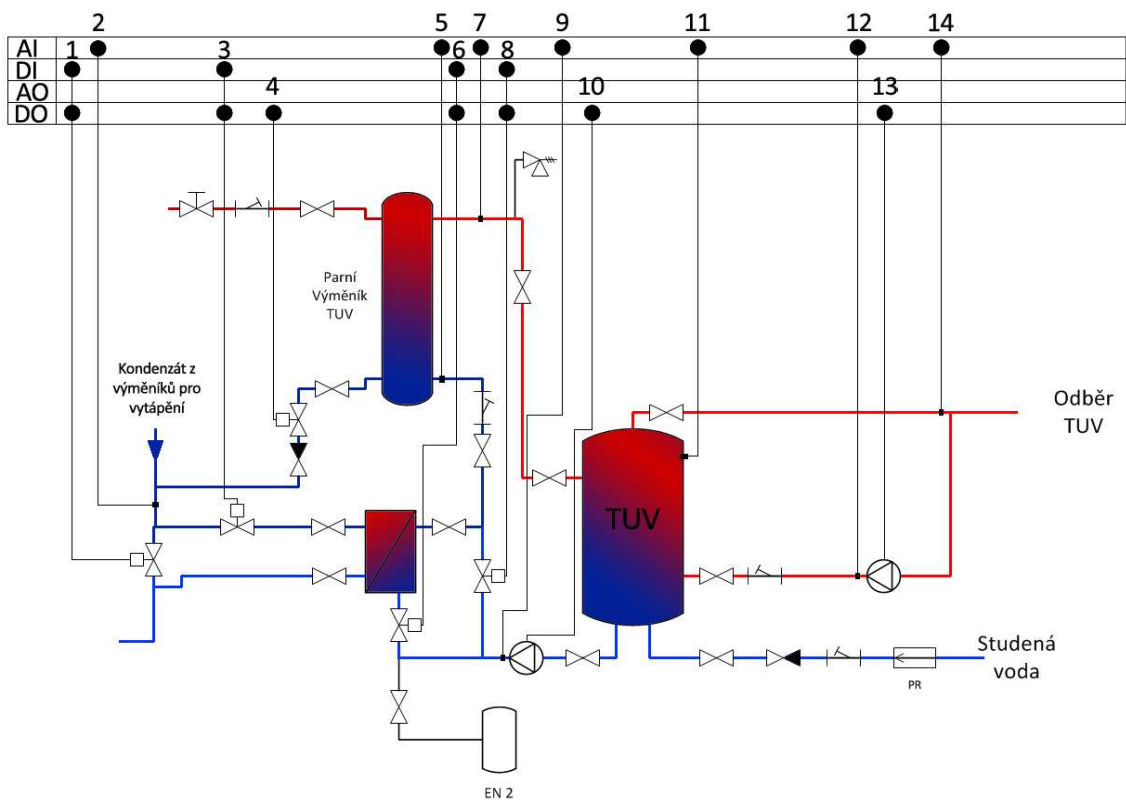 2
5
7
9
11
12
14
AI
1
3
6
8
DI
4
10
13
AO
DO
Parní
Výměník
TUV
Kondenzát z
výměníků pro
vytápění
Odběr
TUV
TUV
Studená
voda
PR
EN 2